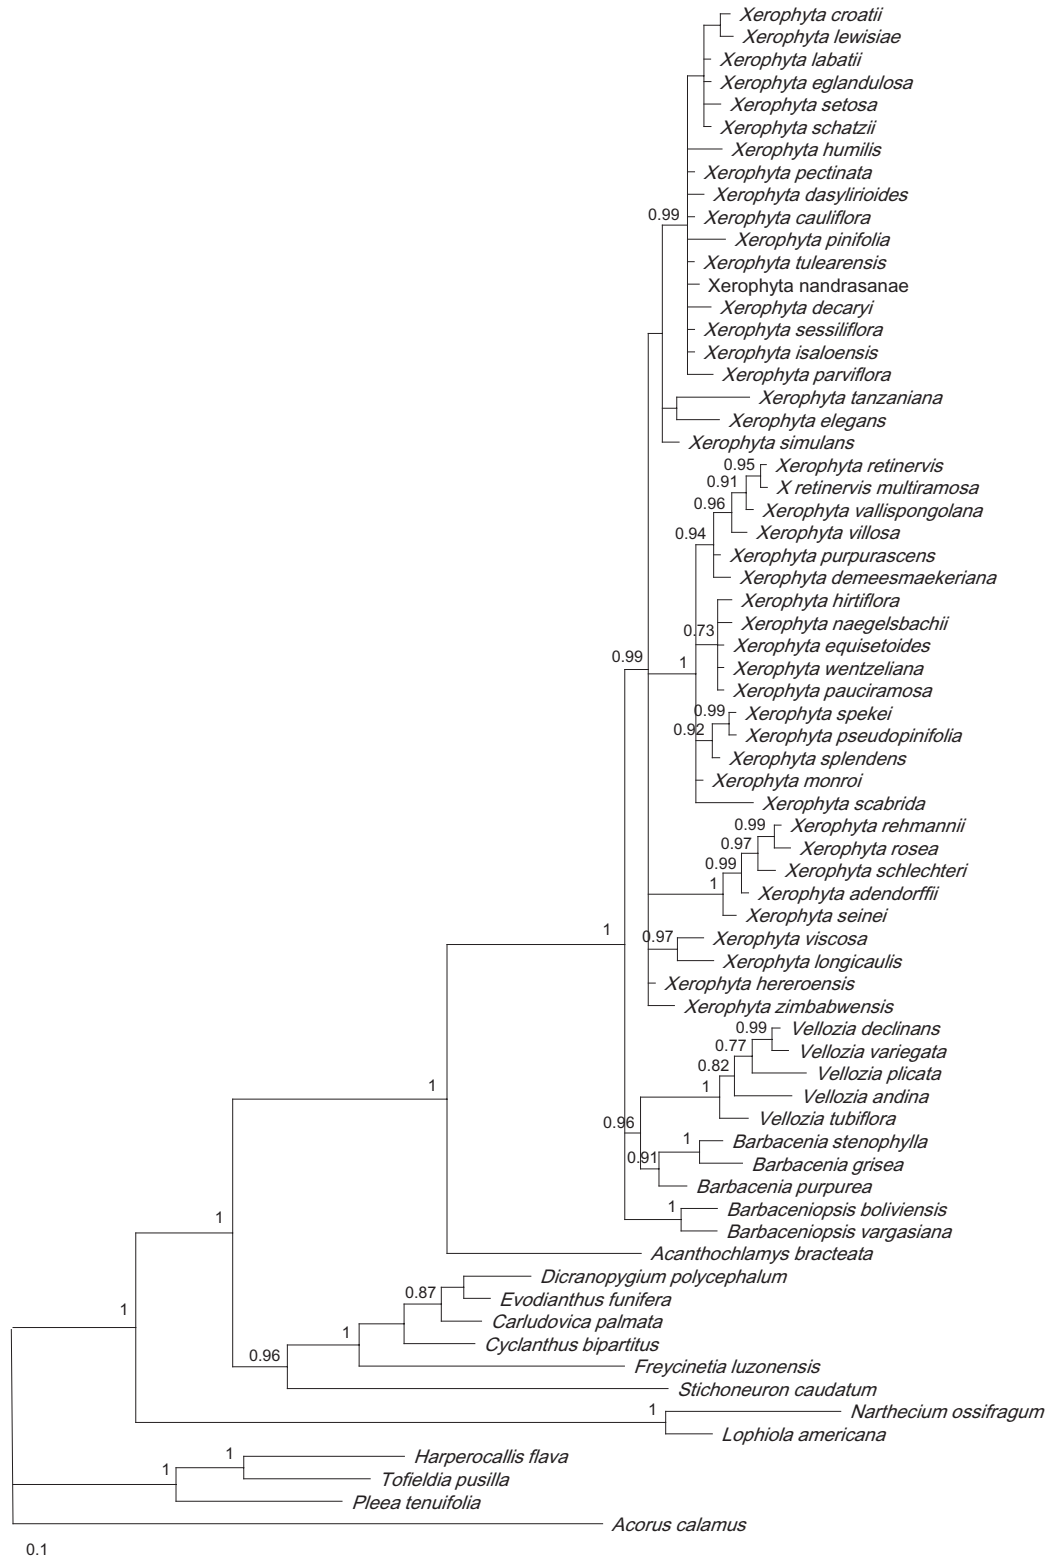 Xerophyta croatii
Xerophyta lewisiae
Xerophyta labatii
Xerophyta eglandulosa
Xerophyta setosa
Xerophyta schatzii
Xerophyta humilis
Xerophyta pectinata
Xerophyta dasylirioides
0.99
Xerophyta cauliflora
Xerophyta pinifolia
Xerophyta tulearensis
Xerophyta nandrasanae
Xerophyta decaryi
Xerophyta sessiliflora
Xerophyta isaloensis
Xerophyta parviflora
Xerophyta tanzaniana
Xerophyta elegans
Xerophyta simulans
0.95
Xerophyta retinervis
0.91
X retinervis multiramosa
0.96
Xerophyta vallispongolana
0.94
Xerophyta villosa
Xerophyta purpurascens
Xerophyta demeesmaekeriana
Xerophyta hirtiflora
0.73
Xerophyta naegelsbachii
Xerophyta equisetoides
0.99
1
Xerophyta wentzeliana
Xerophyta pauciramosa
0.99
Xerophyta spekei
0.92
Xerophyta pseudopinifolia
Xerophyta splendens
Xerophyta monroi
Xerophyta scabrida
0.99
Xerophyta rehmannii
0.97
Xerophyta rosea
0.99
Xerophyta schlechteri
1
Xerophyta adendorffii
Xerophyta seinei
1
0.97
Xerophyta viscosa
Xerophyta longicaulis
Xerophyta hereroensis
Xerophyta zimbabwensis
0.99
Vellozia declinans
0.77
Vellozia variegata
0.82
Vellozia plicata
1
1
Vellozia andina
0.96
Vellozia tubiflora
1
Barbacenia stenophylla
0.91
Barbacenia grisea
Barbacenia purpurea
1
Barbaceniopsis boliviensis
1
Barbaceniopsis vargasiana
Acanthochlamys bracteata
Dicranopygium polycephalum
0.87
Evodianthus funifera
1
Carludovica palmata
1
Cyclanthus bipartitus
0.96
Freycinetia luzonensis
Stichoneuron caudatum
1
Narthecium ossifragum
Lophiola americana
1
Harperocallis flava
1
Tofieldia pusilla
Pleea tenuifolia
Acorus calamus
0.1